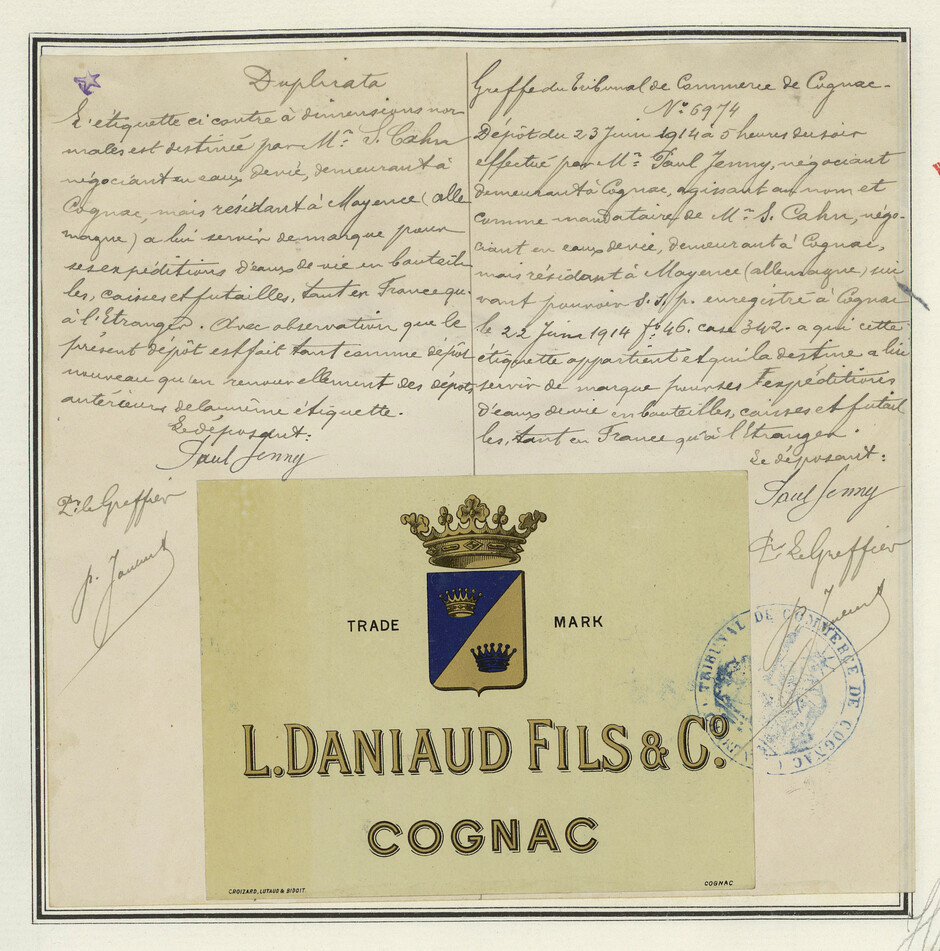 Duplicata
L'étiquette ci contre à dimensions nor-
males est destinée par Mr. S. Cahn
négociant en eaux de vie, demeurant à
Cognac, mais résidant à Mayence (alle
magne) a lui servir de marque pour
ses expéditions d'eaux de vie en bouteil-
les, caisses et futailles, tant en France qu'
à l'Etranger. Avec observation que le
présent dépôt est fait tant comme dépôt
nouveau qu'en renouvellement des dépôts
antérieurs de la même étiquette.
Le déposant:
Paul Jenny
Pr. le Greffier
Greffe du Tribunal de Commerce de Cognac-
No. 6974
Dépôt du 23 Juin 1914 à 5 heures du soir
effectué par Mr. Paul Jenny, négociant
demeurant à Cognac, agissant au nom et
comme mandataire de Mr. S. Cahn, négo-
ciant en eaux de vie, demeurant à Cognac,
mais résidant à Mayence (allemagne) sui
vant pouvoir S.S.p. enregistré à Cognac
le 22 Juin 1914 fo. 46. case 342. a qui cette
étiquette appartient et qui la destine a lui
servir de marque pour ses expéditions
d'eaux de vie en bouteilles, caisses et futail
les, tant en France qu'à l'Etranger.
Le déposant:
Paul Jenny
Pr. Le Greffier
TRADE MARK
L. DANIAUD FILS & Co.
COGNAC
CROIZARD, LUTAUD & BIDOIT.
COGNAC
TRIBUNAL DE COMMERCE DE COGNAC